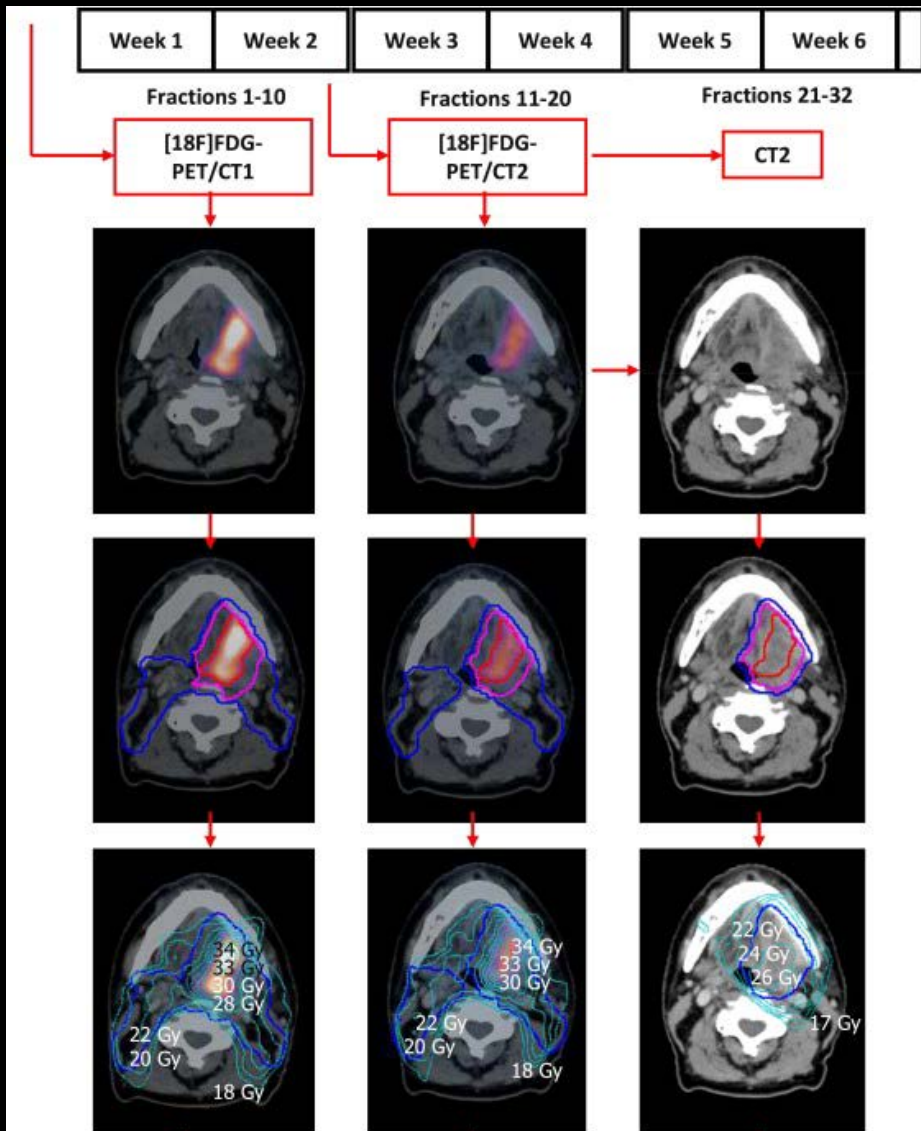 Week 1
Week 2
Week 3
Week 4
Week 5
Week 6
Fractions 1-10
Fractions 11-20
Fractions 21-32
[18F]FDG-
PET/CT1
[18F]FDG-
PET/CT2
CT2
34 Gy
33 Gy
30 Gy
28 Gy
22 Gy
20 Gy
18 Gy
34 Gy
33 Gy
30 Gy
22 Gy
20 Gy
18 Gy
22 Gy
24 Gy
26 Gy
17 Gy